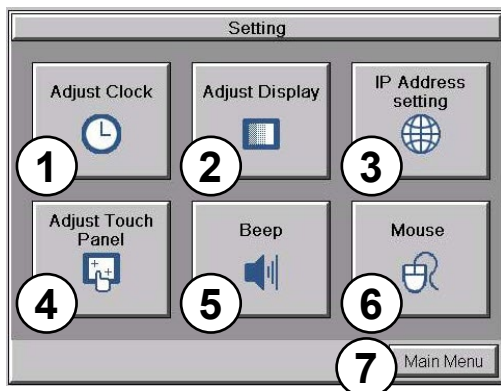 Setting
Adjust Clock
Adjust Display
IP Address
setting
1
2
3
Adjust Touch
Panel
Beep
Mouse
4
5
6
7
Main Menu